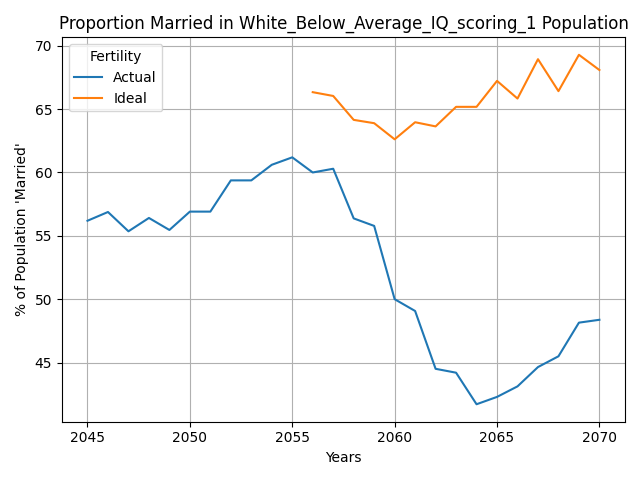 Proportion Married in White_Below_Average_IQ_scoring_1 Population
% of Population 'Married'
70
65
60
55
50
45
Fertility
Actual
Ideal
2045 2050 2055 2060 2065 2070
Years